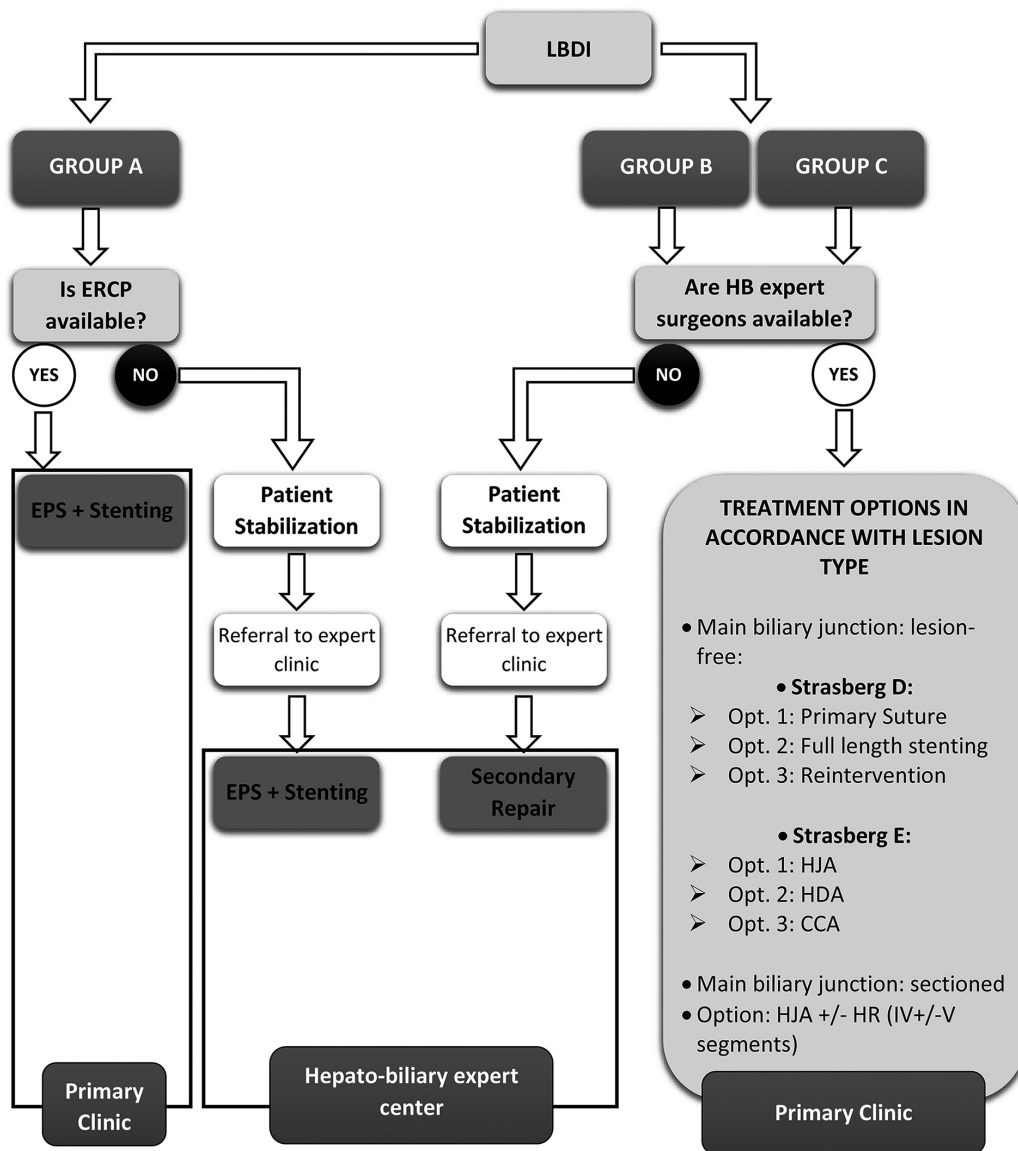 LBDI
GROUP A
GROUP B
GROUP C
Is ERCP
available?
Are HB expert
surgeons available?
YES
NO
NO
YES
EPS + Stenting
Patient
Stabilization
Patient
Stabilization
Referral to expert
clinic
Referral to expert
clinic
EPS + Stenting
Secondary
Repair
TREATMENT OPTIONS IN
ACCORDANCE WITH LESION
TYPE
• Main biliary junction: lesion-
free:
• Strasberg D:
➢ Opt. 1: Primary Suture
➢ Opt. 2: Full length stenting
➢ Opt. 3: Reintervention
• Strasberg E:
➢ Opt. 1: HJA
➢ Opt. 2: HDA
➢ Opt. 3: CCA
• Main biliary junction: sectioned
• Option: HJA +/- HR (IV+/-V
segments)
Primary
Clinic
Hepato-biliary expert
center
Primary Clinic